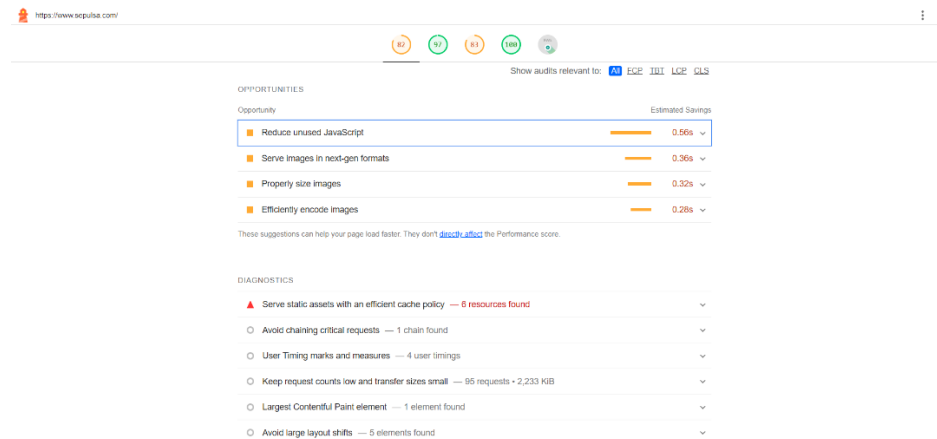 https://www.sepulsa.com/
82 97 83 100
Show audits relevant to: All FCP TBT LCP CLS
OPPORTUNITIES
Opportunity Estimated Savings
Reduce unused JavaScript 0.56s
Serve images in next-gen formats 0.36s
Properly size images 0.32s
Efficiently encode images 0.28s
These suggestions can help your page load faster. They don't directly affect the Performance score.
DIAGNOSTICS
Serve static assets with an efficient cache policy — 6 resources found
Avoid chaining critical requests — 1 chain found
User Timing marks and measures — 4 user timings
Keep request counts low and transfer sizes small — 95 requests • 2,233 KiB
Largest Contentful Paint element — 1 element found
Avoid large layout shifts — 5 elements found